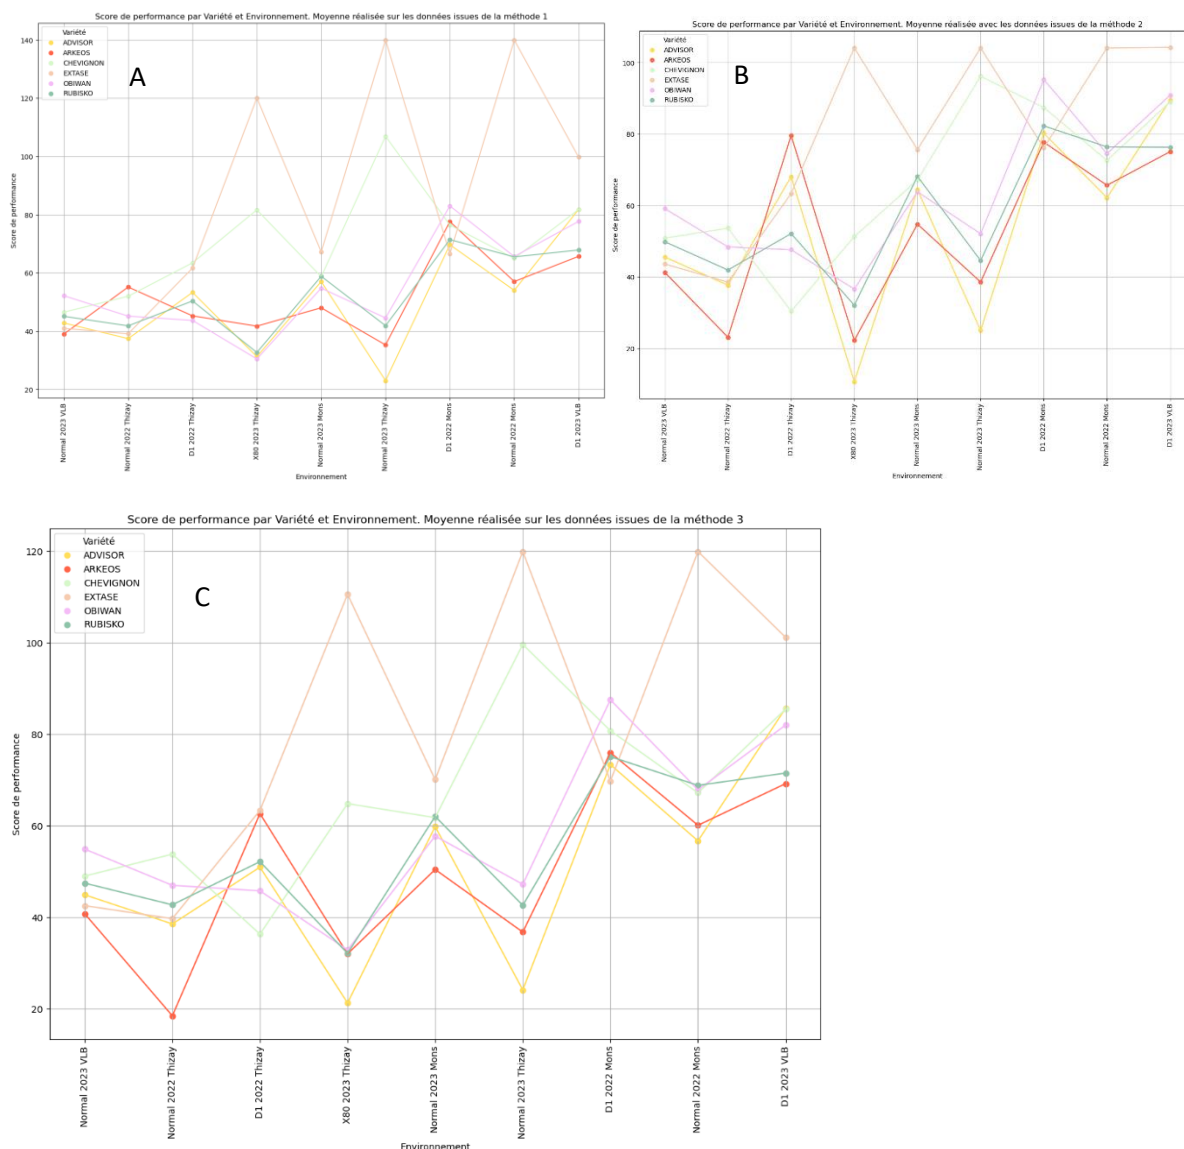 Score de performance par Variété et Environnement. Moyenne réalisée sur les données issues de la méthode 1
140
120
100
80
60
40
20
Score de performance
Variété
ADVISOR
ARKEOS
CHEVIGNON
EXTASE
OBIWAN
RUBISKO
A
Normal 2023 VLB
Normal 2022 Thizay
D1 2022 Thizay
X80 2023 Thizay
Normal 2023 Mons
Normal 2023 Thizay
D1 2022 Mons
Normal 2022 Mons
D1 2023 VLB
Environnement
Score de performance par Variété et Environnement. Moyenne réalisée avec les données issues de la méthode 2
100
80
60
40
20
Score de performance
Variété
ADVISOR
ARKEOS
CHEVIGNON
EXTASE
OBIWAN
RUBISKO
B
Normal 2023 VLB
Normal 2022 Thizay
D1 2022 Thizay
X80 2023 Thizay
Normal 2023 Mons
Normal 2023 Thizay
D1 2022 Mons
Normal 2022 Mons
D1 2023 VLB
Environnement
Score de performance par Variété et Environnement. Moyenne réalisée sur les données issues de la méthode 3
120
100
80
60
40
20
Score de performance
Variété
ADVISOR
ARKEOS
CHEVIGNON
EXTASE
OBIWAN
RUBISKO
C
Normal 2023 VLB
Normal 2022 Thizay
D1 2022 Thizay
X80 2023 Thizay
Normal 2023 Mons
Normal 2023 Thizay
D1 2022 Mons
Normal 2022 Mons
D1 2023 VLB
Environnement